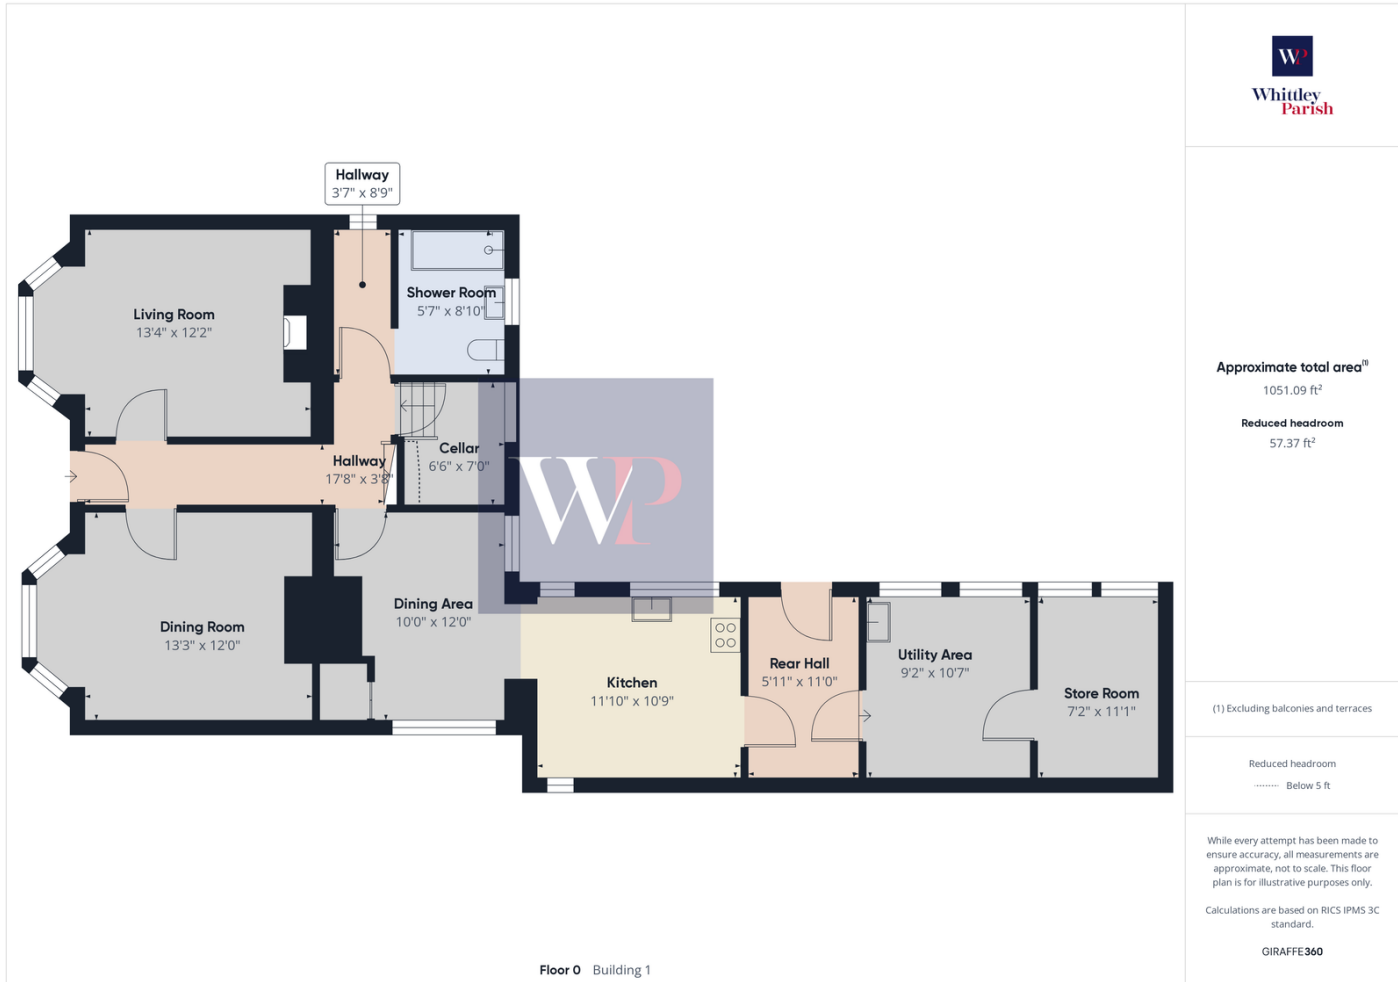 Hallway
3'7" x 8'9"
Living Room
13'4" x 12'2"
Shower Room
5'7" x 8'10"
Hallway
17'8" x 3'8"
Cellar
6'6" x 7'0"
WP
Dining Room
13'3" x 12'0"
Dining Area
10'0" x 12'0"
Kitchen
11'10" x 10'9"
Rear Hall
5'11" x 11'0"
Utility Area
9'2" x 10'7"
Store Room
7'2" x 11'1"
Floor 0 Building 1
WP
Whittley
Parish
Approximate total area(1)
1051.09 ft²
Reduced headroom
57.37 ft²
(1) Excluding balconies and terraces
Reduced headroom
Below 5 ft
While every attempt has been made to
ensure accuracy, all measurements are
approximate, not to scale. This floor
plan is for illustrative purposes only.
Calculations are based on RICS IPMS 3C
standard.
GIRAFFE360